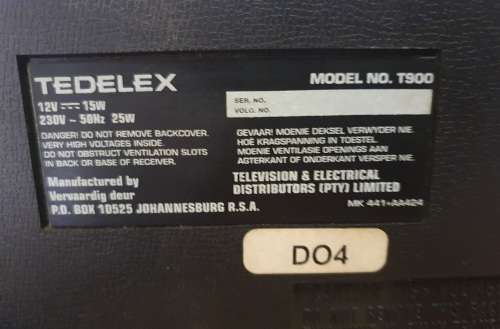 TEDELEX
MODEL NO. T900
12V ⎓ 15W
230V ~ 50Hz 25W
SER. NO.
VOLG. NO.
DANGER! DO NOT REMOVE BACKCOVER.
VERY HIGH VOLTAGES INSIDE.
DO NOT OBSTRUCT VENTILATION SLOTS
IN BACK OR BASE OF RECEIVER.
GEVAAR! MOENIE DEKSEL VERWYDER NIE.
HOË KRAGSPANNING IN TOESTEL.
MOENIE VENTILASIE OPENINGS AAN
AGTERKANT OF ONDERKANT VERSPER NIE.
Manufactured by
Vervaardig deur
P.O. BOX 10525 JOHANNESBURG R.S.A.
TELEVISION & ELECTRICAL
DISTRIBUTORS (PTY) LIMITED
MK 441-AA424
DO4